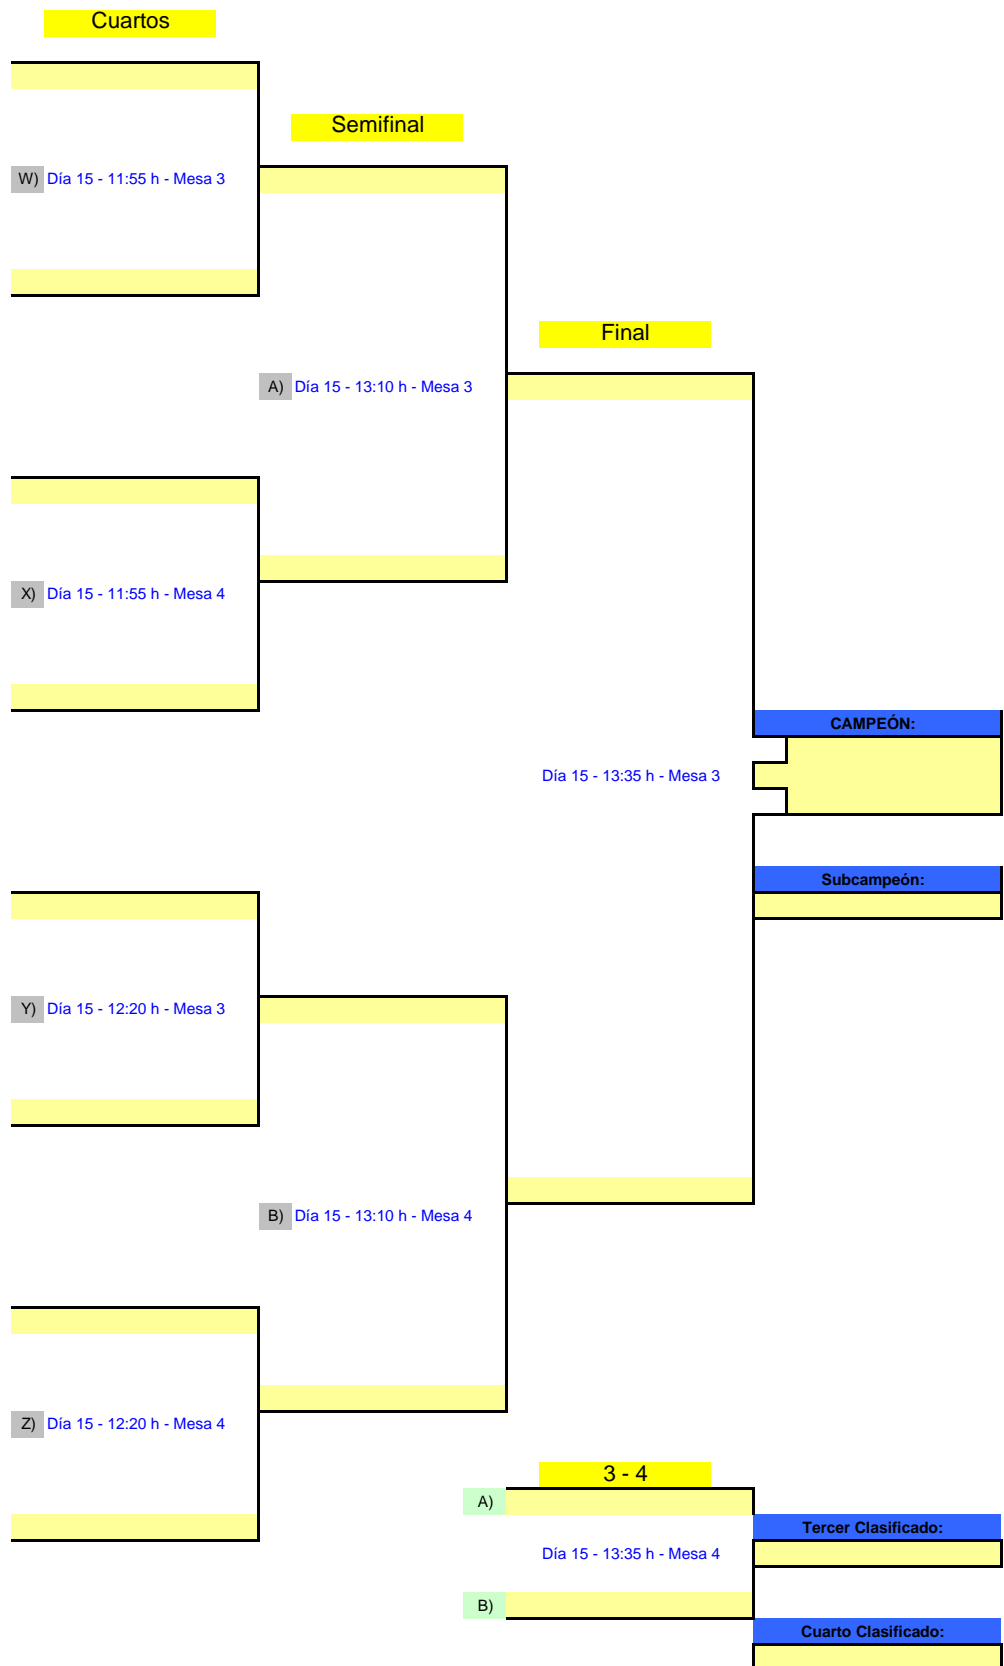 Cuartos
Semifinal
W) Día 15 - 11:55 h - Mesa 3
Final
A) Día 15 - 13:10 h - Mesa 3
X) Día 15 - 11:55 h - Mesa 4
CAMPEÓN:
Día 15 - 13:35 h - Mesa 3
Subcampeón:
Y) Día 15 - 12:20 h - Mesa 3
B) Día 15 - 13:10 h - Mesa 4
Z) Día 15 - 12:20 h - Mesa 4
3 - 4
A)
Tercer Clasificado:
Día 15 - 13:35 h - Mesa 4
B)
Cuarto Clasificado: